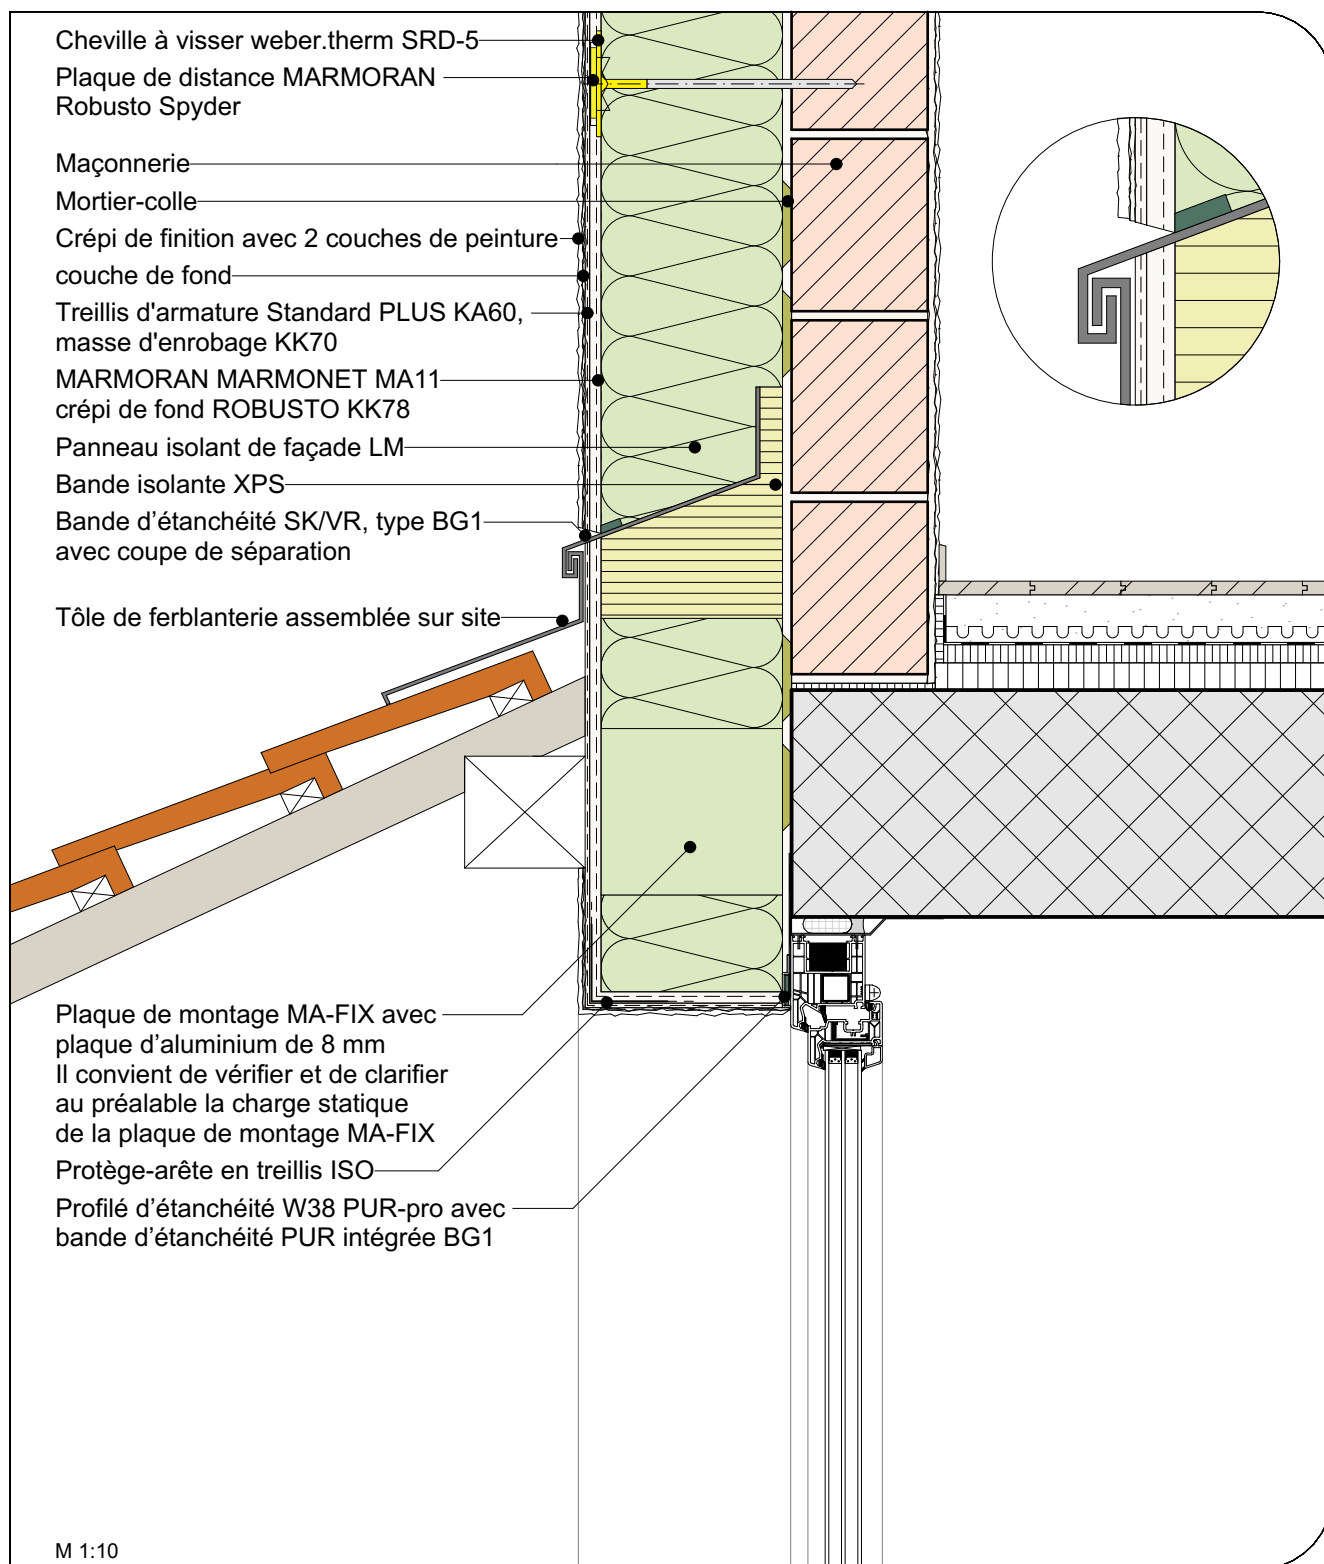 Cheville à visser weber.therm SRD-5
Plaque de distance MARMORAN
Robusto Spyder
Maçonnerie
Mortier-colle
Crépi de finition avec 2 couches de peinture
couche de fond
Treillis d'armature Standard PLUS KA60,
masse d'enrobage KK70
MARMORAN MARMONET MA11
crépi de fond ROBUSTO KK78
Panneau isolant de façade LM
Bande isolante XPS
Bande d’étanchéité SK/VR, type BG1
avec coupe de séparation
Tôle de ferblanterie assemblée sur site
Plaque de montage MA-FIX avec
plaque d’aluminium de 8 mm
Il convient de vérifier et de clarifier
au préalable la charge statique
de la plaque de montage MA-FIX
Protège-arête en treillis ISO
Profilé d’étanchéité W38 PUR-pro avec
bande d’étanchéité PUR intégrée BG1
M 1:10